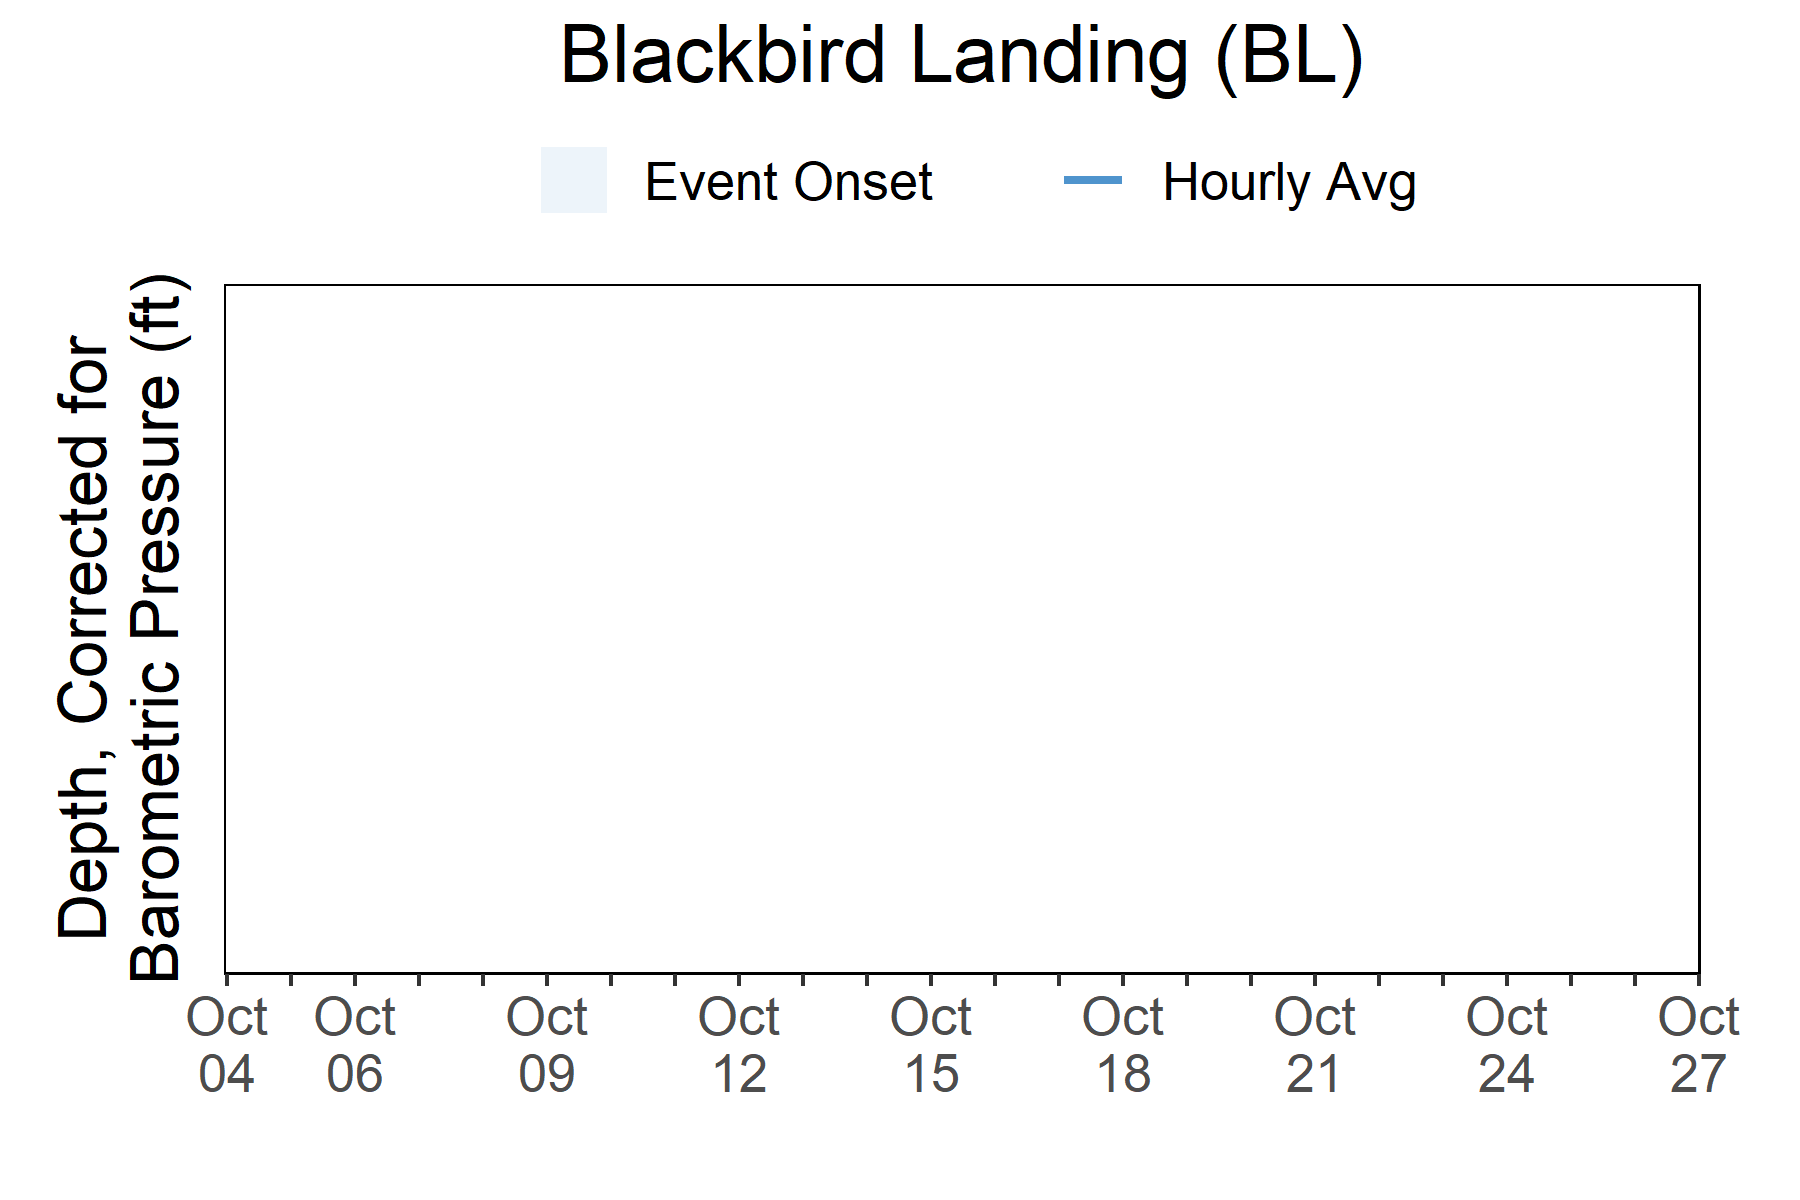 Blackbird Landing (BL)
Event Onset
Hourly Avg
Depth, Corrected for
Barometric Pressure (ft)
Oct 04
Oct 06
Oct 09
Oct 12
Oct 15
Oct 18
Oct 21
Oct 24
Oct 27